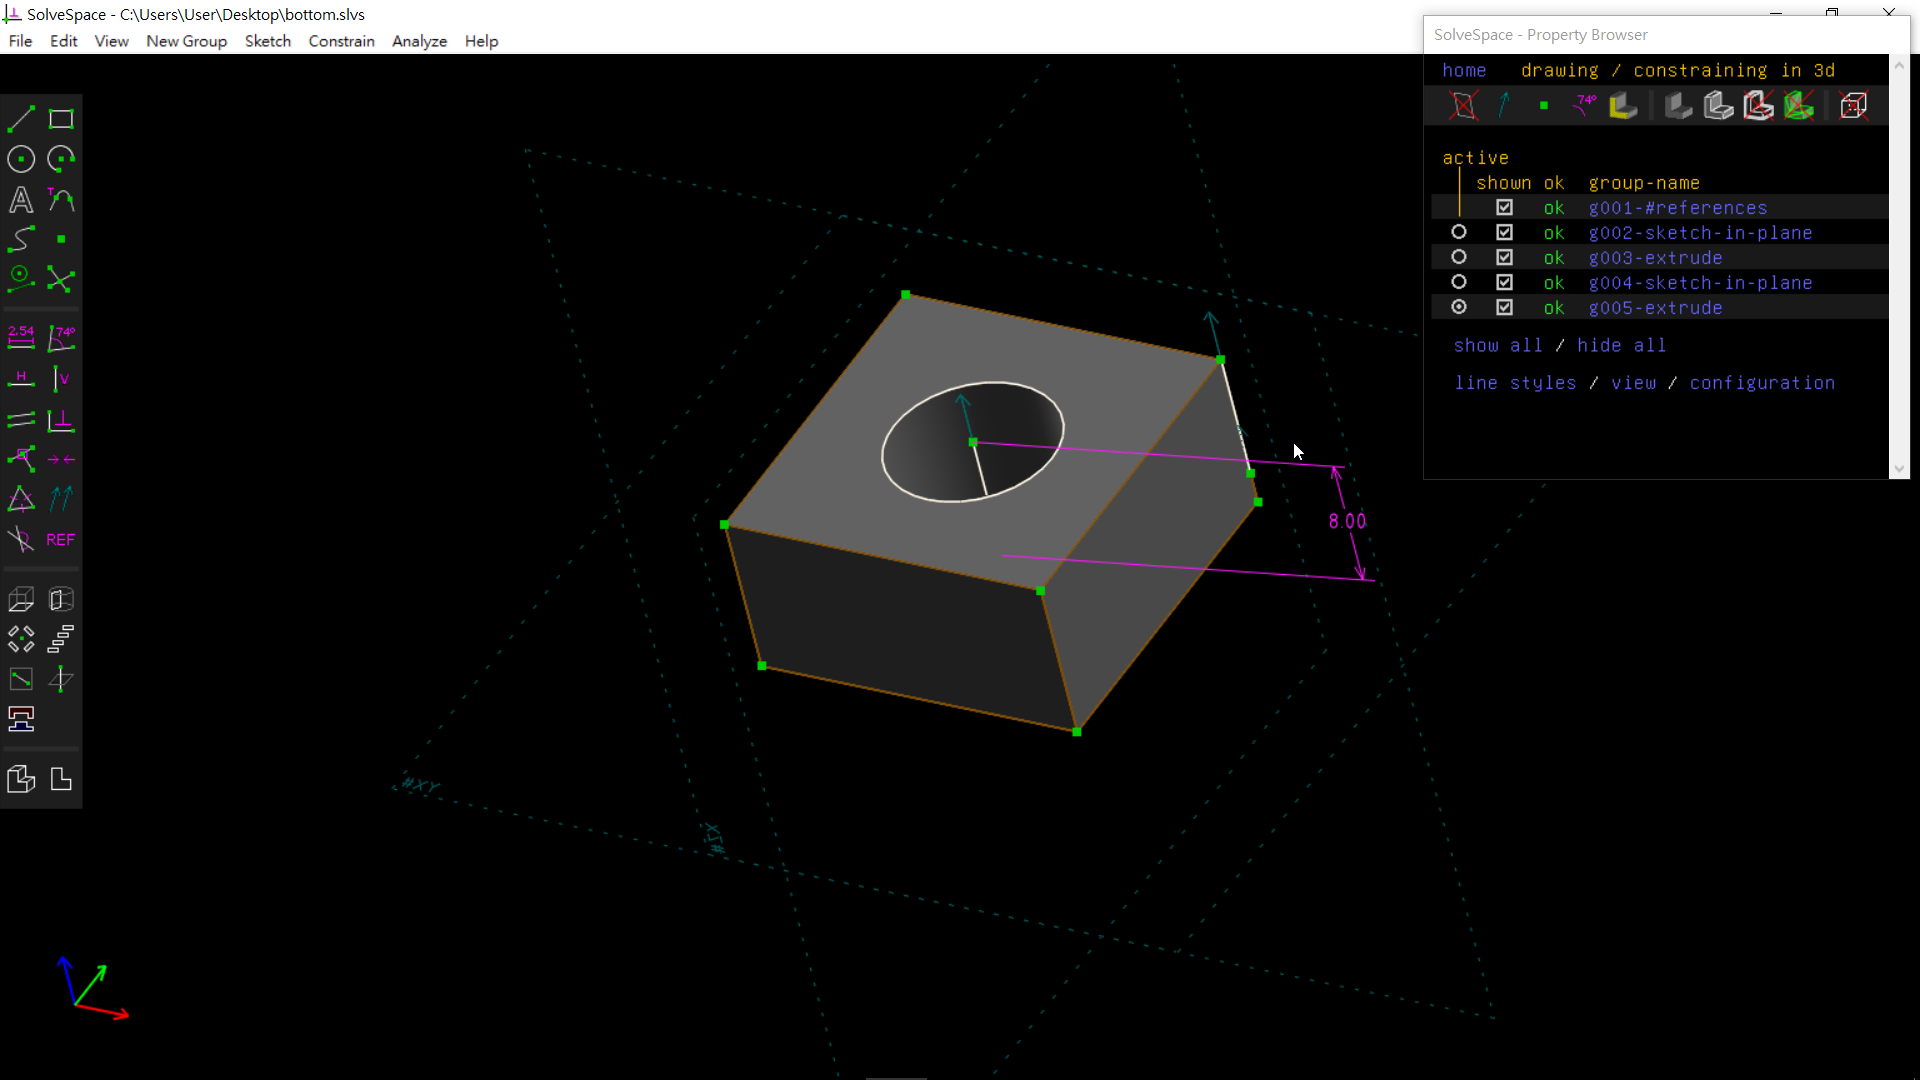 SolveSpace - C:\Users\User\Desktop\bottom.slvs
File Edit View New Group Sketch Constrain Analyze Help
SolveSpace - Property Browser
home drawing / constraining in 3d
74°
active
shown ok group-name
ok g001-#references
ok g002-sketch-in-plane
ok g003-extrude
ok g004-sketch-in-plane
ok g005-extrude
show all / hide all
line styles / view / configuration
A T
2.54 74°
H V
REF
8.00
#XY
#ZX